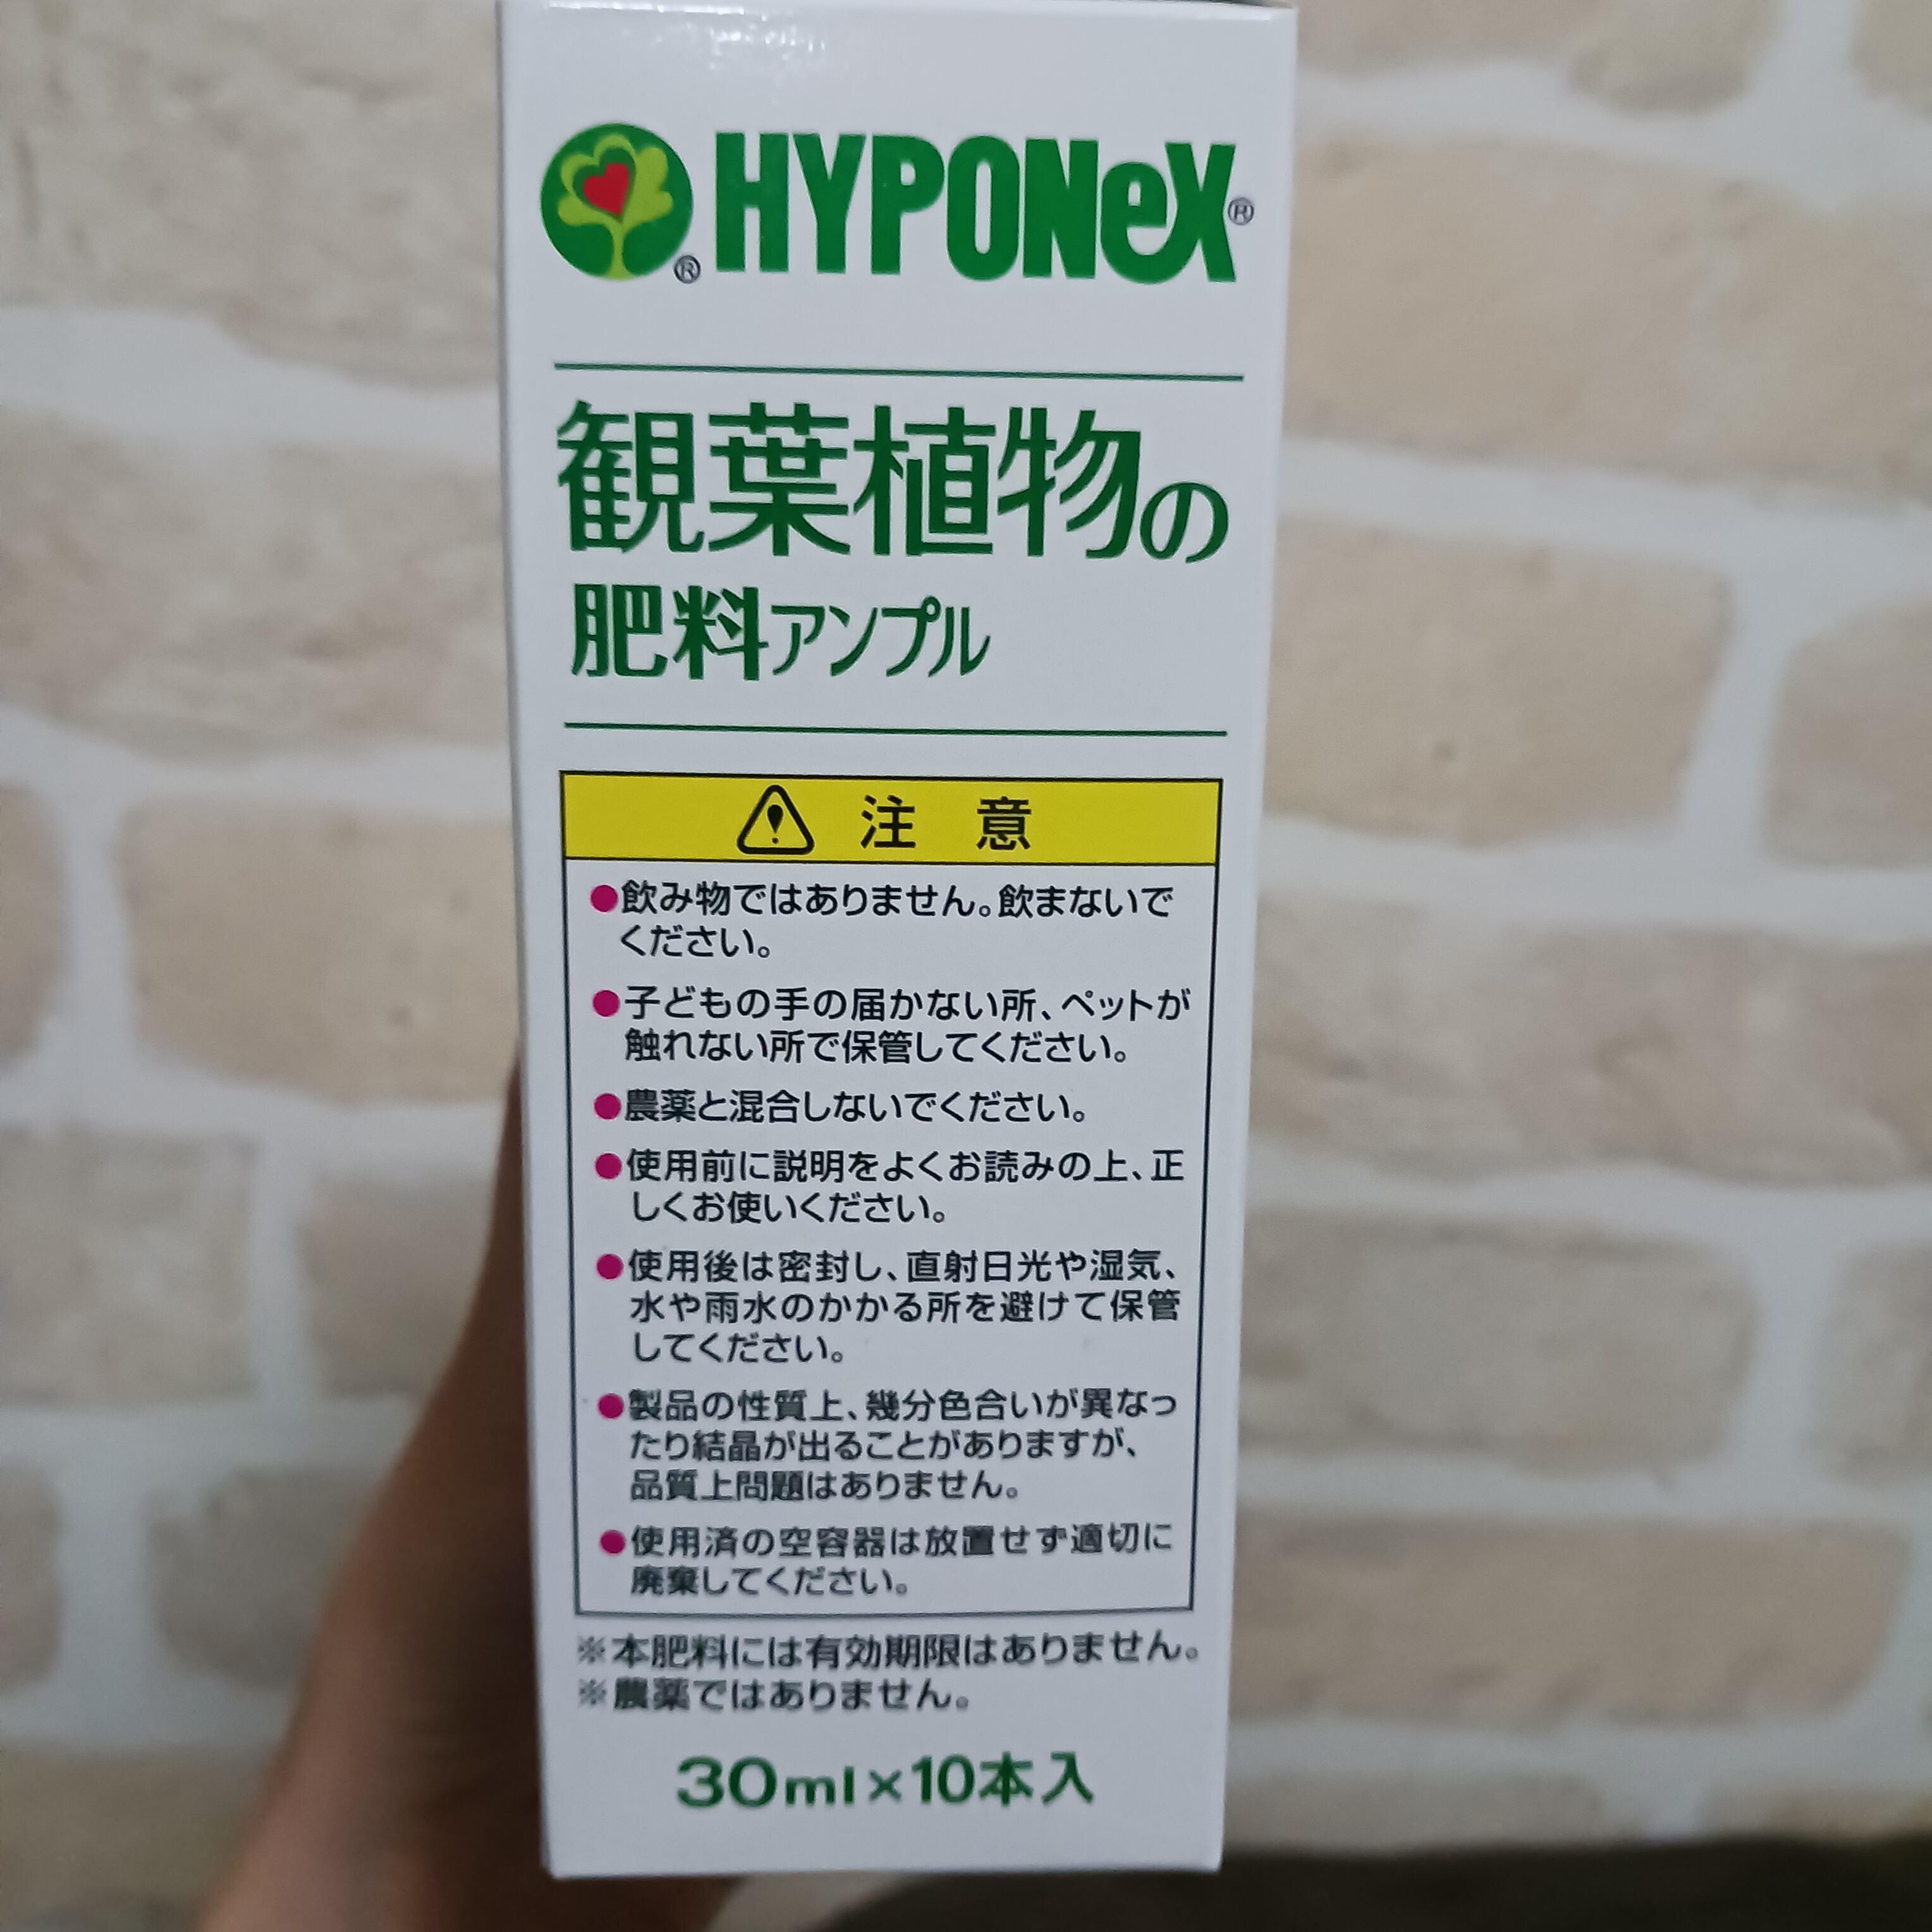 HYPONeX®
®
観葉植物の
肥料アンプル
注 意
●飲み物ではありません。飲まないで
ください。
●子どもの手の届かない所、ペットが
触れない所で保管してください。
●農薬と混合しないでください。
●使用前に説明をよくお読みの上、正
しくお使いください。
●使用後は密封し、直射日光や湿気、
水や雨水のかかる所を避けて保管
してください。
●製品の性質上、幾分色合いが異なっ
たり結晶が出ることがありますが、
品質上問題はありません。
●使用済の空容器は放置せず適切に
廃棄してください。
※本肥料には有効期限はありません。
※農薬ではありません。
30ml×10本入